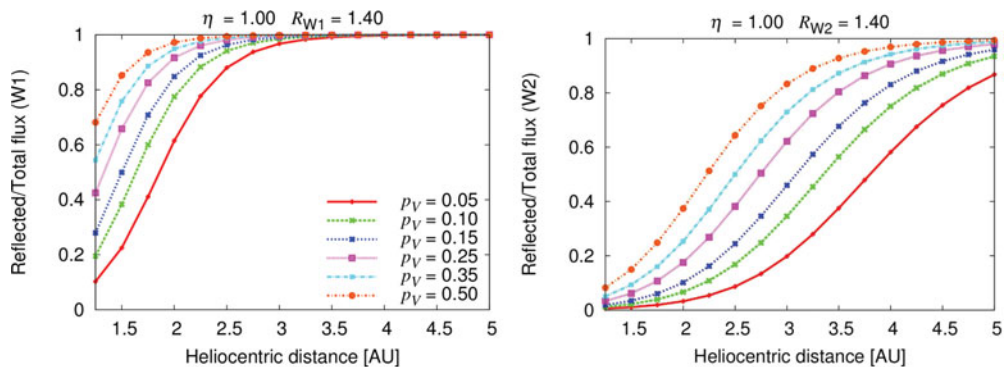 η = 1.00 R_W1 = 1.40
Reflected/Total flux (W1)
1
0.8
0.6
0.4
0.2
0
p_V = 0.05
p_V = 0.10
p_V = 0.15
p_V = 0.25
p_V = 0.35
p_V = 0.50
1.5 2 2.5 3 3.5 4 4.5 5
Heliocentric distance [AU]
η = 1.00 R_W2 = 1.40
Reflected/Total flux (W2)
1
0.8
0.6
0.4
0.2
0
1.5 2 2.5 3 3.5 4 4.5 5
Heliocentric distance [AU]